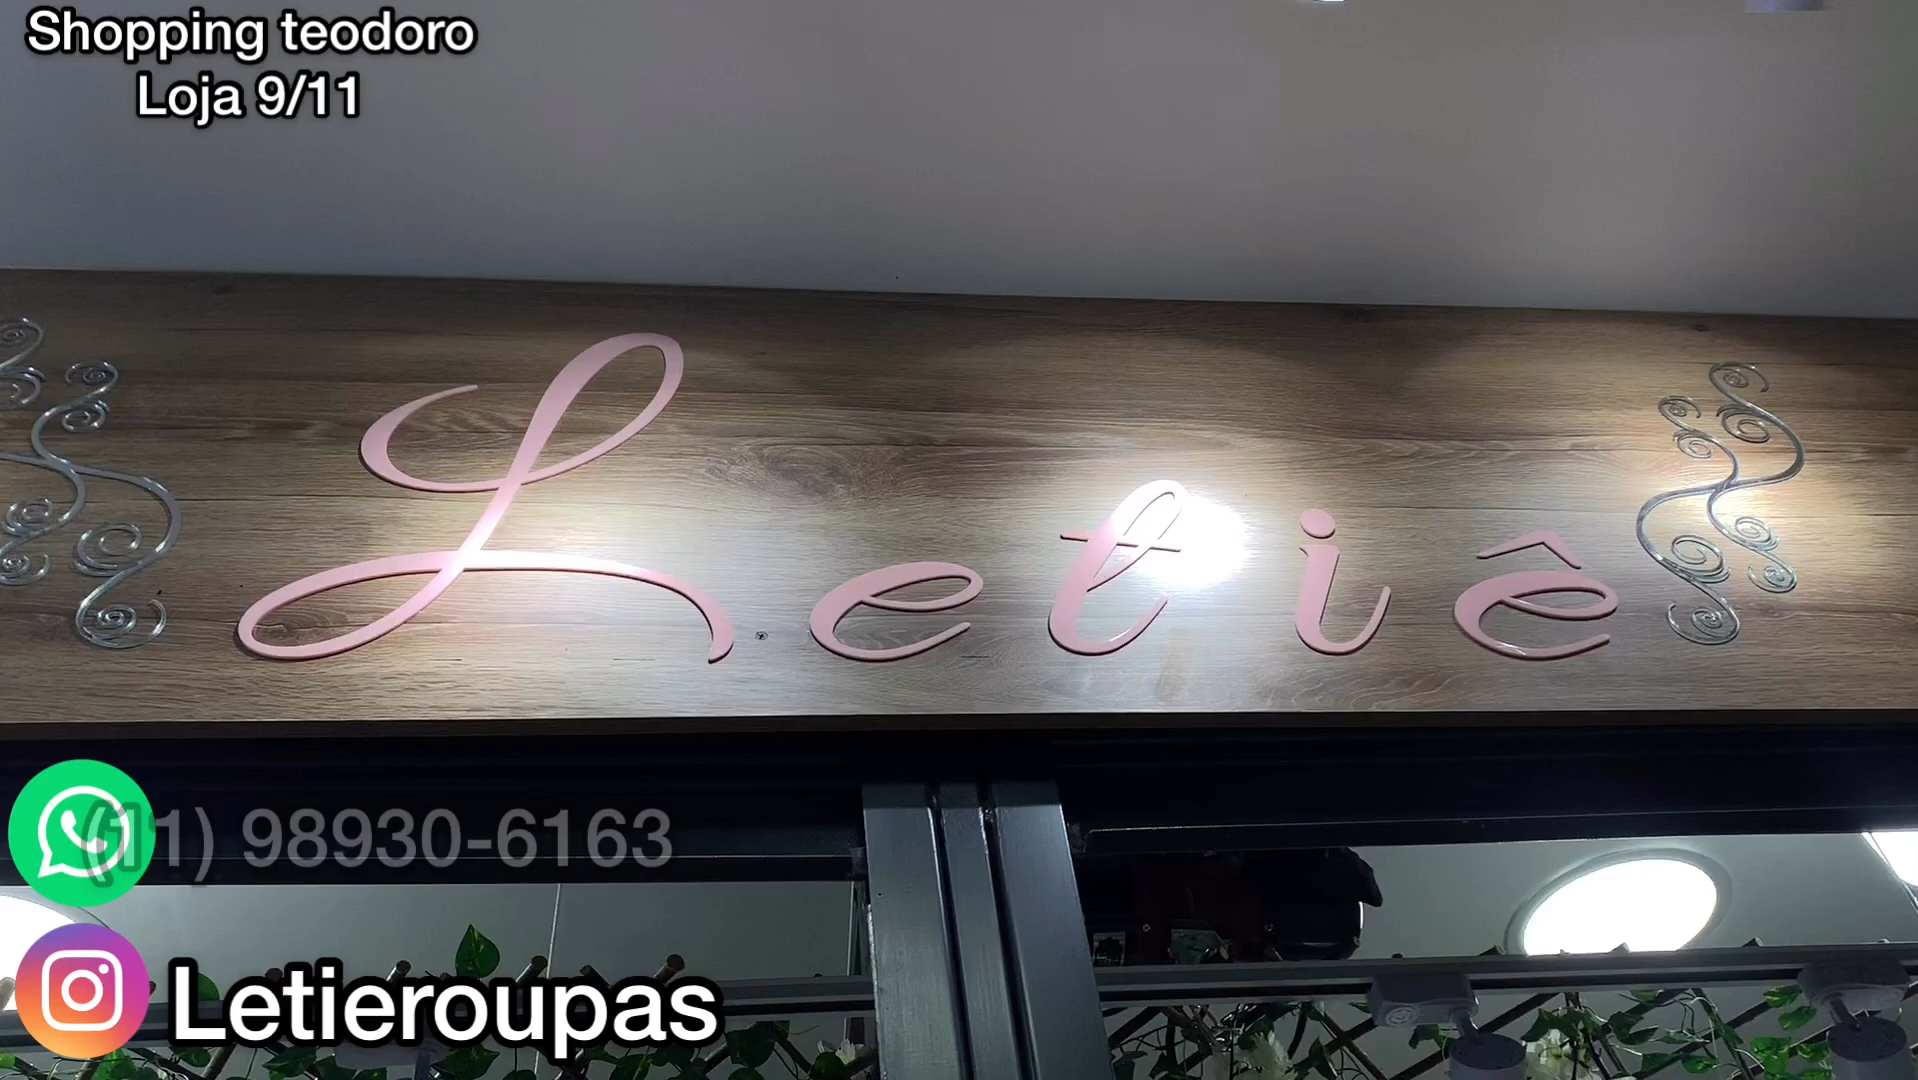 Shopping teodoro
Loja 9/11
Letiê
(11) 98930-6163
Letieroupas